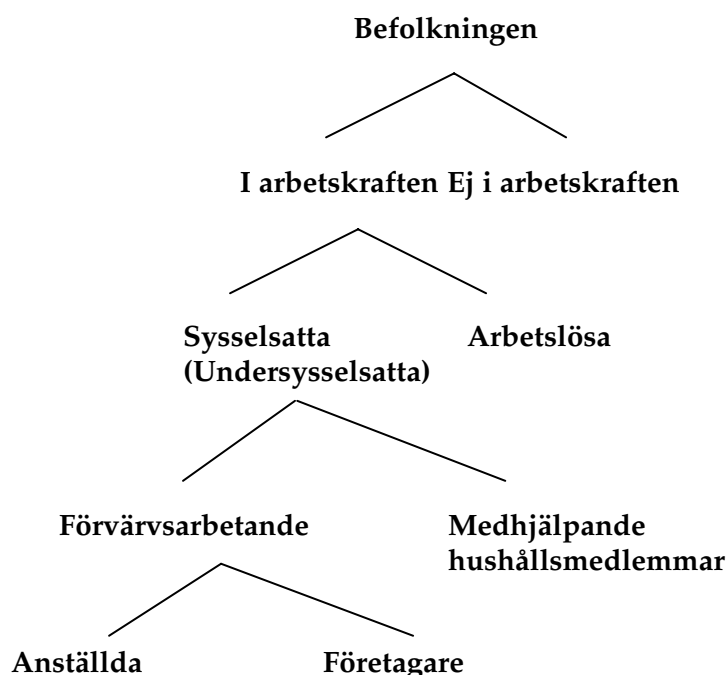 Befolkningen
I arbetskraften Ej i arbetskraften
Sysselsatta
(Undersysselsatta)
Arbetslösa
Förvärvsarbetande
Medhjälpande
hushållsmedlemmar
Anställda
Företagare